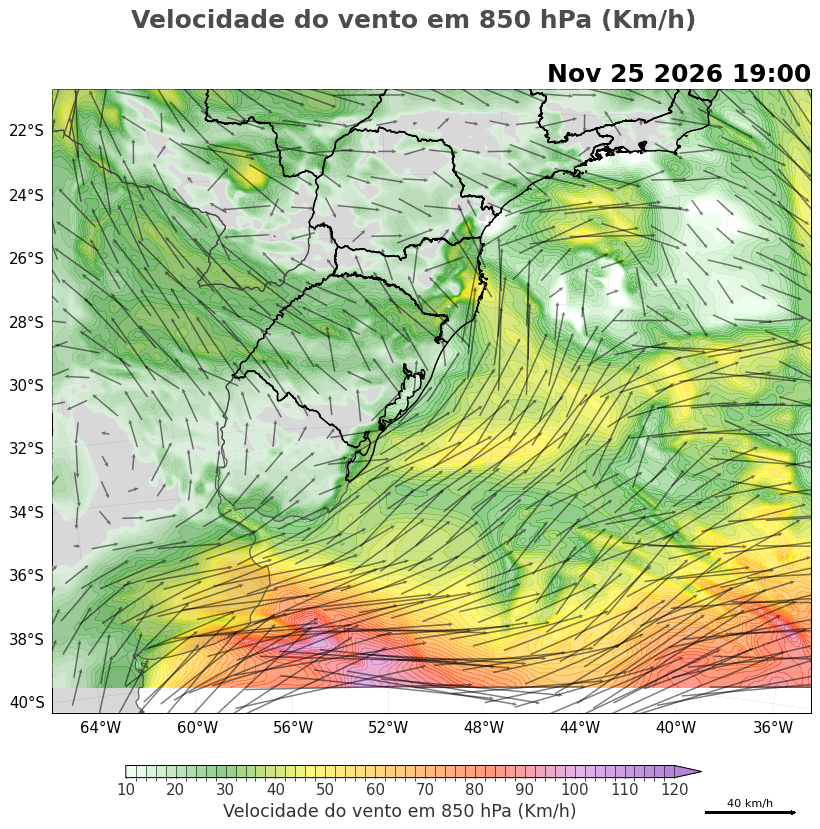 Velocidade do vento em 850 hPa (Km/h)
Nov 25 2026 19:00
22°S
24°S
26°S
28°S
30°S
32°S
34°S
36°S
38°S
40°S
64°W 60°W 56°W 52°W 48°W 44°W 40°W 36°W
10 20 30 40 50 60 70 80 90 100 110 120
Velocidade do vento em 850 hPa (Km/h)
40 km/h